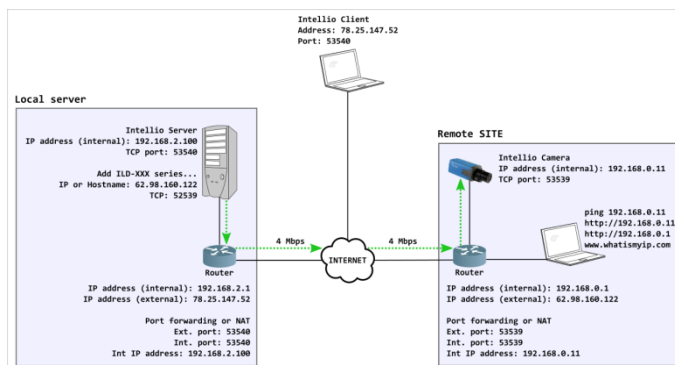 Intellio Client
Address: 78.25.147.52
Port: 53540
Local server
Intellio Server
IP address (internal): 192.168.2.100
TCP port: 53540
Add ILD-XXX series...
IP or Hostname: 62.98.160.122
TCP: 52539
4 Mbps
Router
IP address (internal): 192.168.2.1
IP address (external): 78.25.147.52
Port forwarding or NAT
Ext. port: 53540
Int. port: 53540
Int IP address: 192.168.2.100
INTERNET
4 Mbps
Remote SITE
Intellio Camera
IP address (internal): 192.168.0.11
TCP port: 53539
ping 192.168.0.11
http://192.168.0.11
http://192.168.0.1
www.whatismyip.com
Router
IP address (internal): 192.168.0.1
IP address (external): 62.98.160.122
Port forwarding or NAT
Ext. port: 53539
Int. port: 53539
Int IP address: 192.168.0.11